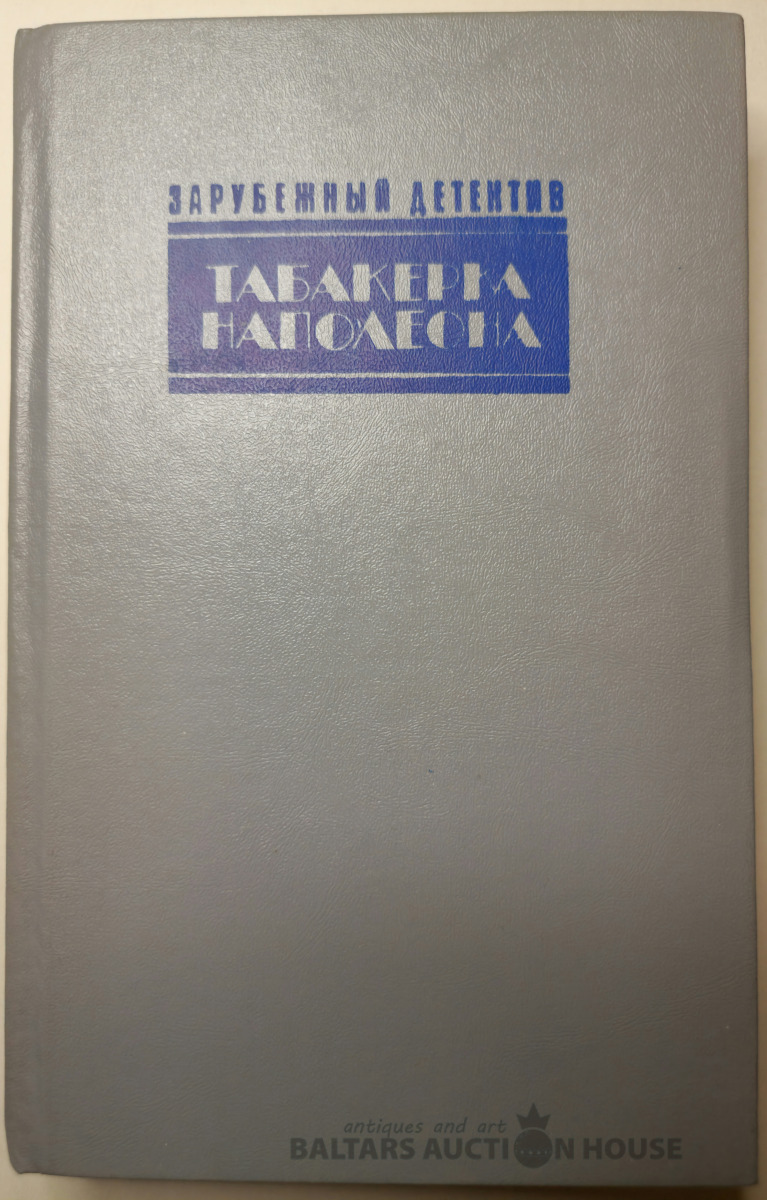 ЗАРУБЕЖНЫЙ ДЕТЕКТИВ
ТАБАКЕРКА
НАПОЛЕОНА
antiques and art
BALTARS AUCTION HOUSE